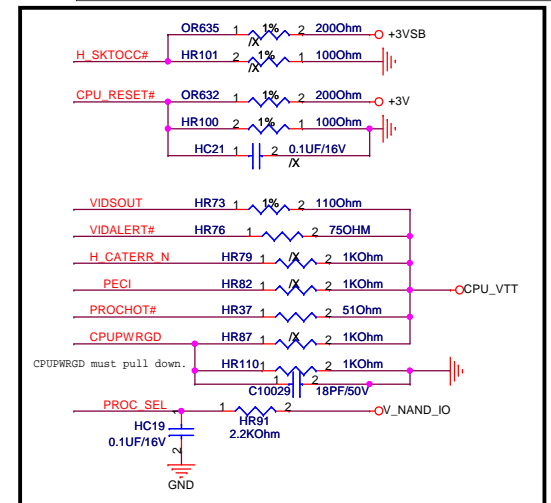 OR635 1 1% 2 200Ohm +3VSB
/X
H_SKTOCC# HR101 2 1% 1 100Ohm
/X
CPU_RESET# OR632 1 1% 2 200Ohm +3V
HR100 2 1% 1 100Ohm
HC21 1 2 0.1UF/16V
/X
VIDSOUT HR73 1 1% 2 110Ohm
VIDALERT# HR76 1 2 75OHM
H_CATERR_N HR79 1 /X 2 1KOhm
PECI HR82 1 /X 2 1KOhm CPU_VTT
PROCHOT# HR37 1 2 51Ohm
CPUPWRGD HR87 1 /X 2 1KOhm
CPUPWRGD must pull down. HR110 1 2 1KOhm
C10029 1 2 18PF/50V
PROC_SEL 1 1 2 V_NAND_IO
HC19 HR91
0.1UF/16V 2.2KOhm
2
GND